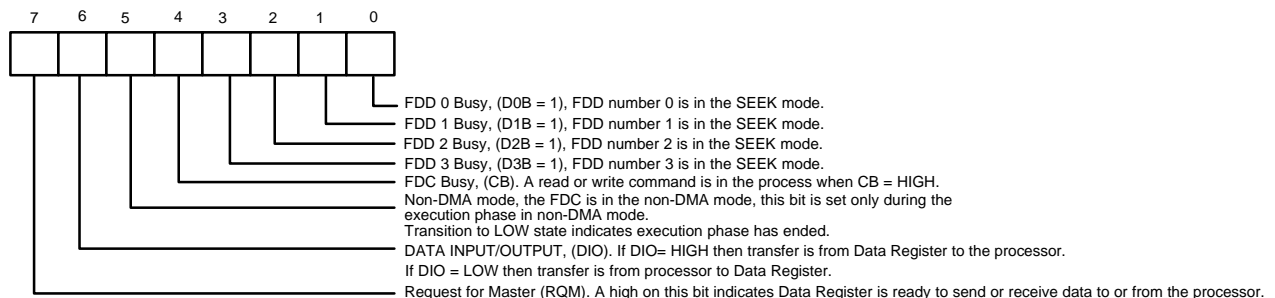 7 6 5 4 3 2 1 0
FDD 0 Busy, (D0B = 1), FDD number 0 is in the SEEK mode.
FDD 1 Busy, (D1B = 1), FDD number 1 is in the SEEK mode.
FDD 2 Busy, (D2B = 1), FDD number 2 is in the SEEK mode.
FDD 3 Busy, (D3B = 1), FDD number 3 is in the SEEK mode.
FDC Busy, (CB). A read or write command is in the process when CB = HIGH.
Non-DMA mode, the FDC is in the non-DMA mode, this bit is set only during the
execution phase in non-DMA mode.
Transition to LOW state indicates execution phase has ended.
DATA INPUT/OUTPUT, (DIO). If DIO= HIGH then transfer is from Data Register to the processor.
If DIO = LOW then transfer is from processor to Data Register.
Request for Master (RQM). A high on this bit indicates Data Register is ready to send or receive data to or from the processor.